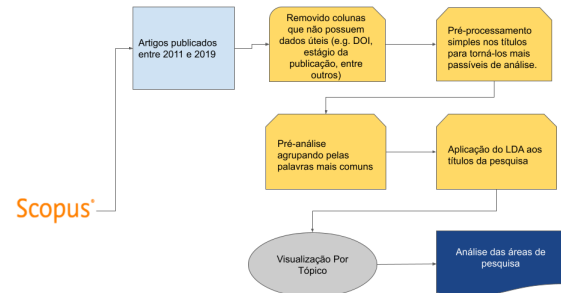 Scopus®
Artigos publicados
entre 2011 e 2019
Removido colunas
que não possuem
dados úteis (e.g. DOI,
estágio da
publicação, entre
outros)
Pré-processamento
simples nos títulos
para torná-los mais
passíveis de análise.
Pré-análise
agrupando pelas
palavras mais comuns
Aplicação do LDA aos
títulos da pesquisa
Visualização Por
Tópico
Análise das áreas de
pesquisa